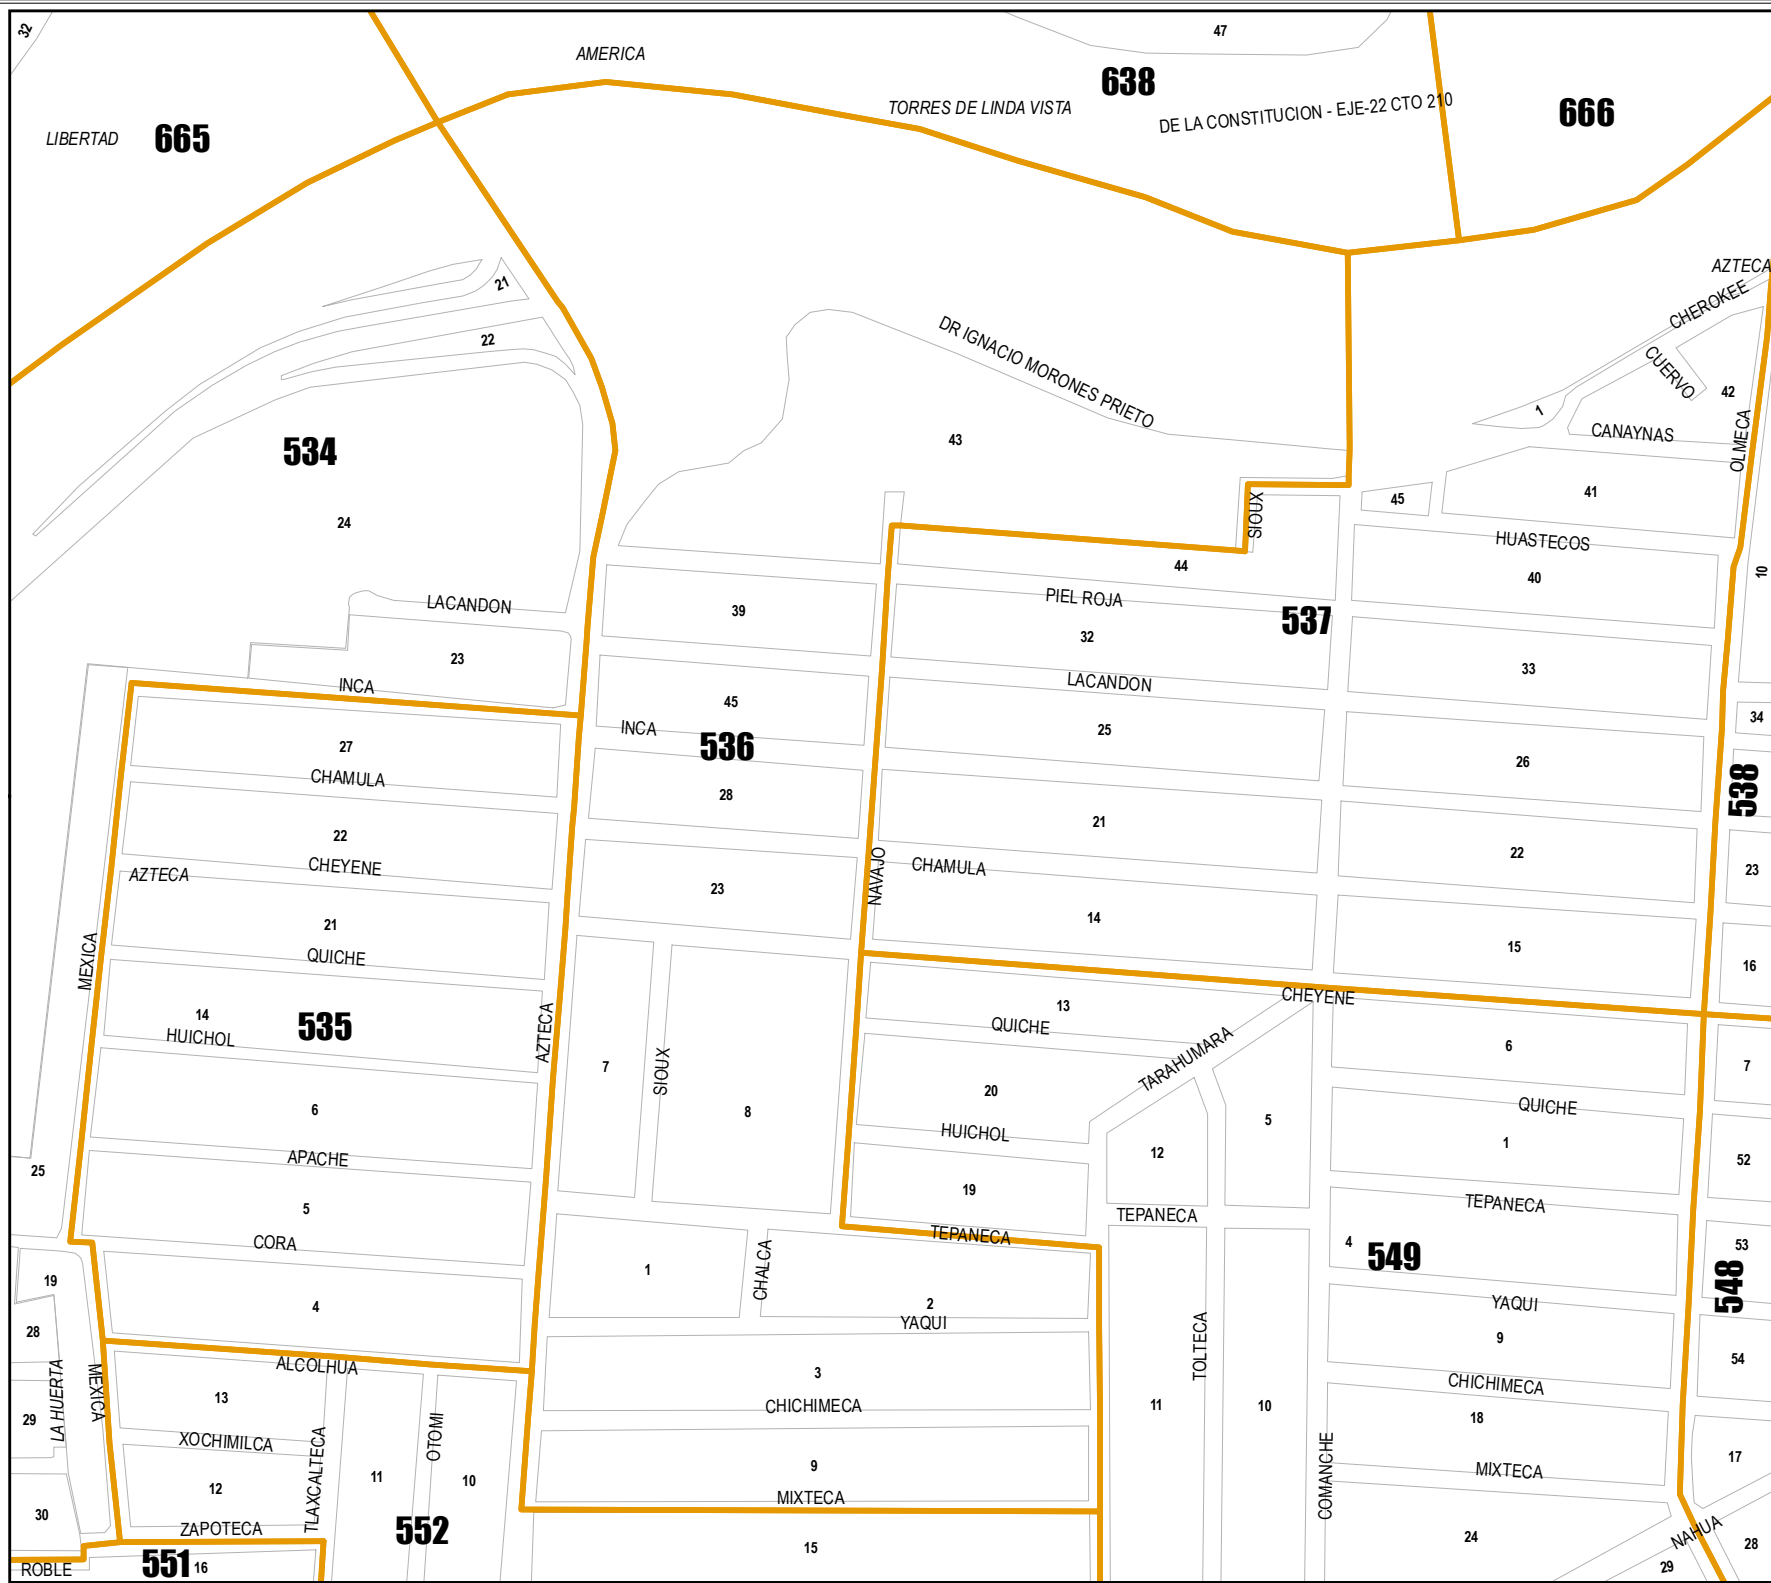 32
47
AMERICA
638
TORRES DE LINDA VISTA
DE LA CONSTITUCION - EJE-22 CTO 210
666
LIBERTAD
665
AZTECA
21
CHEROKEE
22
DR IGNACIO MORONES PRIETO
CUERVO
42
1
CANAYNAS
OLMECA
43
534
24
45
41
SIOUX
HUASTECOS
44
40
10
PIEL ROJA
LACANDON
39
537
32
23
33
LACANDON
INCA
45
INCA
25
34
27
536
26
CHAMULA
28
538
21
22
22
CHEYENE
AZTECA
NAVAJO
CHAMULA
23
23
21
14
15
QUICHE
MEXICA
16
CHEYENE
13
14
535
QUICHE
HUICHOL
AZTECA
TARAHUMARA
6
7
SIOUX
7
20
6
8
5
QUICHE
HUICHOL
1
APACHE
12
52
25
19
5
TEPANECA
TEPANECA
TEPANECA
CORA
CHALCA
1
4
549
53
19
548
4
2
YAQUI
YAQUI
28
TOLTECA
9
ALCOLHUA
3
54
LA HUERTA
MEXICA
13
CHICHIMECA
CHICHIMECA
11
10
18
29
XOCHIMILCA
OTOMI
TLAXCALTECA
17
9
MIXTECA
COMANCHE
11
10
12
MIXTECA
30
ZAPOTECA
552
24
NAHUA
15
28
ROBLE
551
16
29